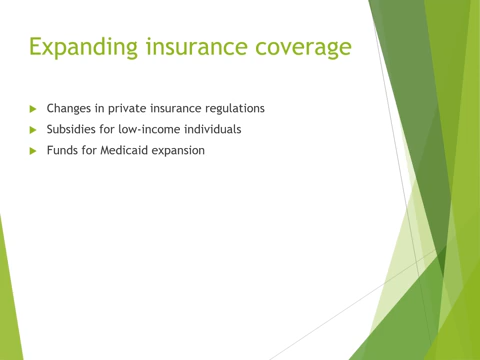 Expanding insurance coverage
Changes in private insurance regulations
Subsidies for low-income individuals
Funds for Medicaid expansion